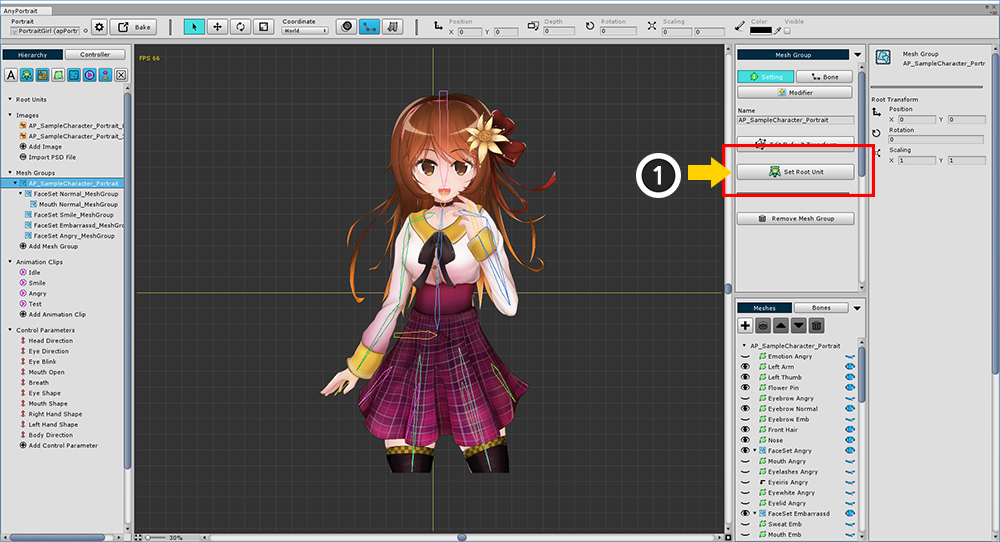 AnyPortrait
Portrait
PortraitGirl (apPortr
Bake
Coordinate
World
Position
X 0 Y 0
Depth
0
Rotation
0
Scaling
0 0
Color
Visible
Hierarchy
Controller
A
Root Units
Images
AP_SampleCharacter_Portrait_
AP_SampleCharacter_Portrait_
Add Image
Import PSD File
Mesh Groups
AP_SampleCharacter_Portrait
FaceSet Normal_MeshGroup
Mouth Normal_MeshGroup
FaceSet Smile_MeshGroup
FaceSet Embarrassd_MeshGro
FaceSet Angry_MeshGroup
Add Mesh Group
Animation Clips
Idle
Smile
Angry
Test
Add Animation Clip
Control Parameters
Head Direction
Eye Direction
Eye Blink
Mouth Open
Breath
Eye Shape
Mouth Shape
Right Hand Shape
Left Hand Shape
Body Direction
Add Control Parameter
FPS 66
1
30%
Mesh Group
Setting
Bone
Modifier
Name
AP_SampleCharacter_Portrait
Edit Default Transform
Set Root Unit
Remove Mesh Group
Meshes
Bones
AP_SampleCharacter_Portrait
Emotion Angry
Left Arm
Left Thumb
Flower Pin
Eyebrow Angry
Eyebrow Normal
Eyebrow Emb
Front Hair
Nose
FaceSet Angry
Mouth Angry
Eyelashes Angry
Eyeiris Angry
Eyewhite Angry
Eyelid Angry
FaceSet Embarrassd
Sweat Emb
Mouth Emb
Mesh Group
AP_SampleCharacter_Portr
Root Transform
Position
X 0 Y 0
Rotation
0
Scaling
X 1 Y 1